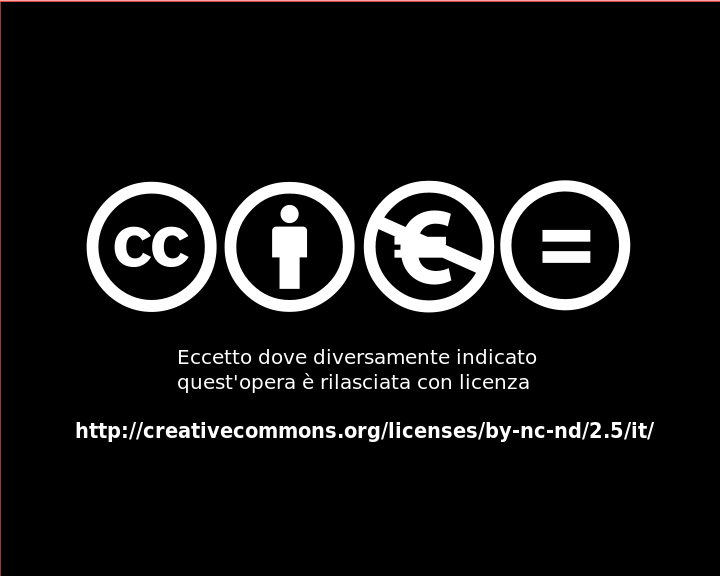 cc
€
=
Eccetto dove diversamente indicato
quest'opera è rilasciata con licenza
http://creativecommons.org/licenses/by-nc-nd/2.5/it/